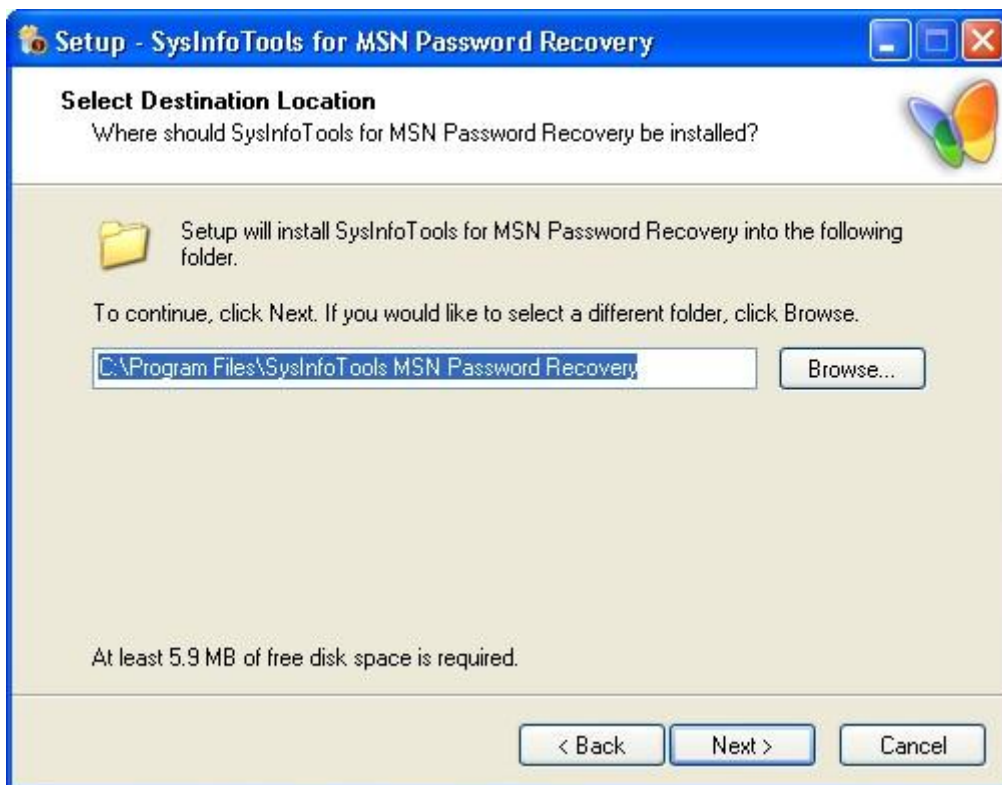 Setup - SysInfoTools for MSN Password Recovery
Select Destination Location
Where should SysInfoTools for MSN Password Recovery be installed?
Setup will install SysInfoTools for MSN Password Recovery into the following
folder.
To continue, click Next. If you would like to select a different folder, click Browse.
C:\Program Files\SysInfoTools MSN Password Recovery
Browse...
At least 5.9 MB of free disk space is required.
< Back
Next >
Cancel